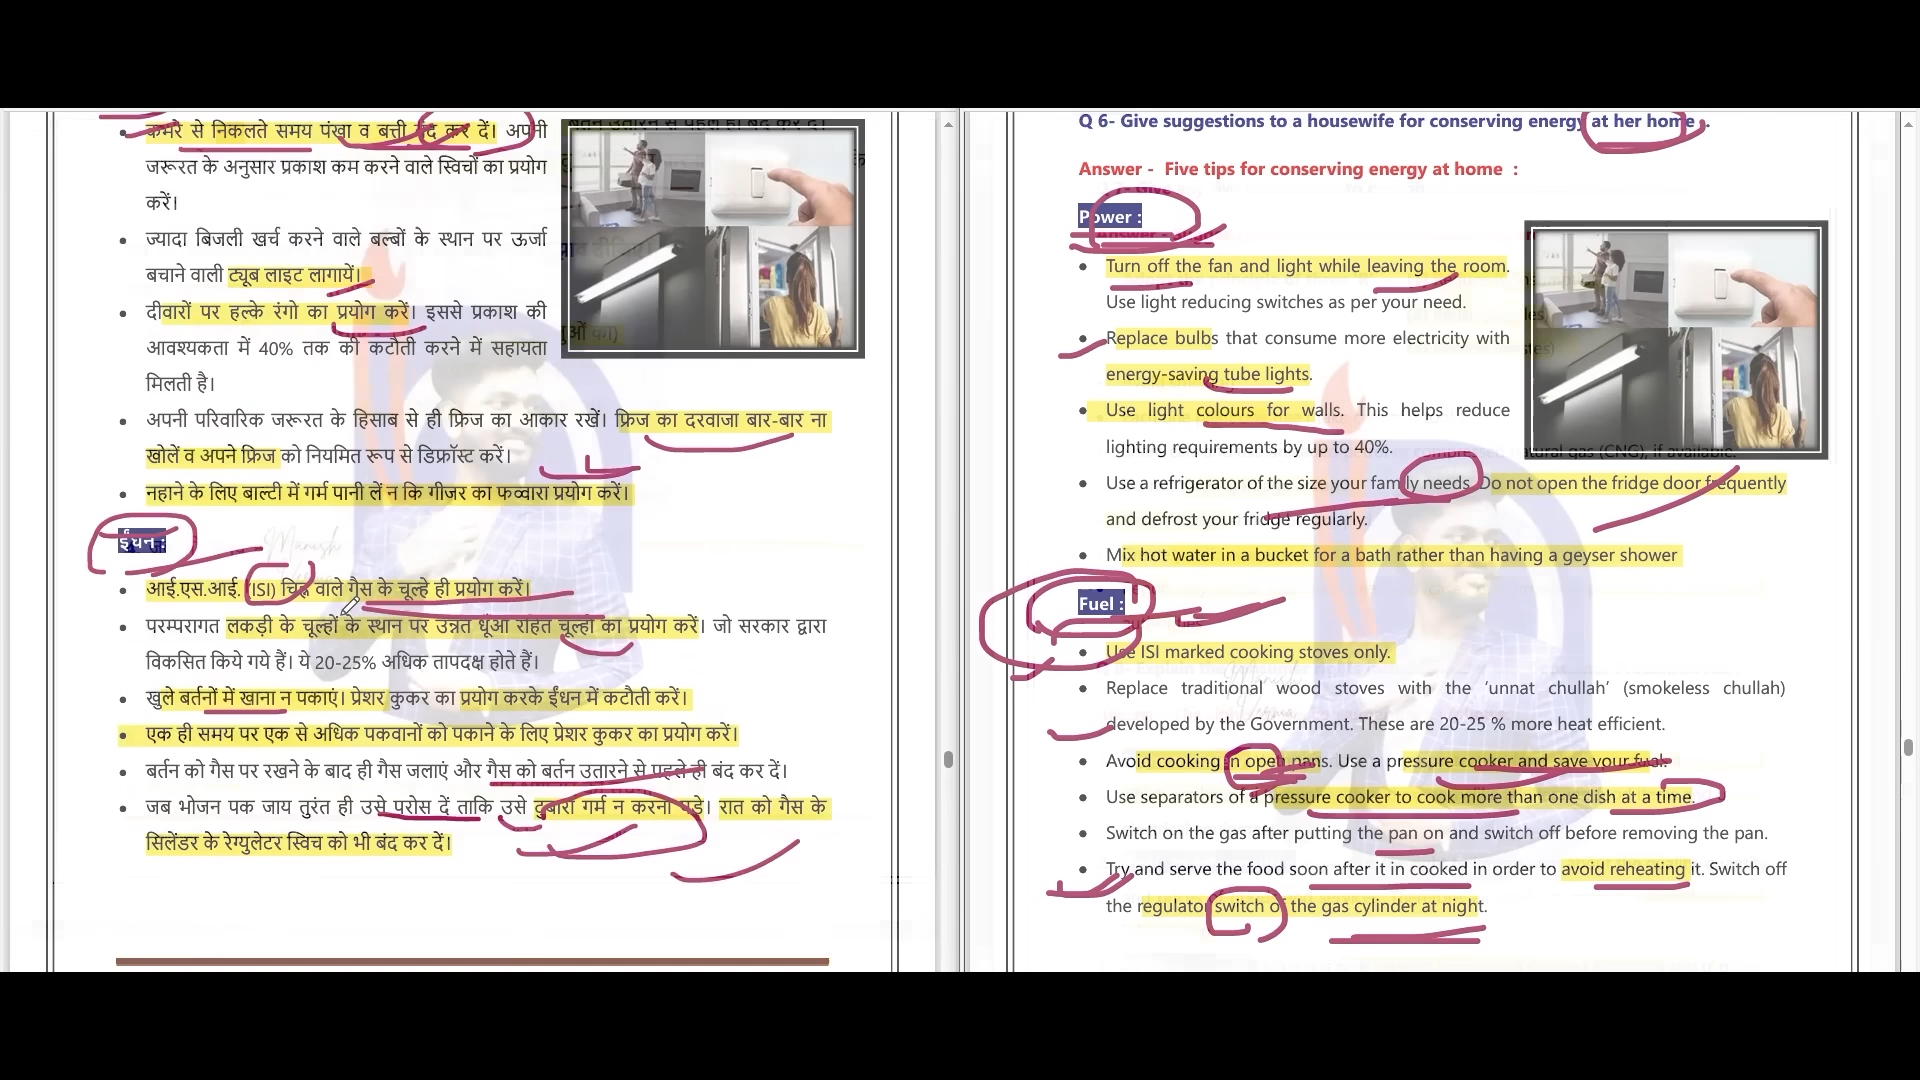 कमरे से निकलते समय पंखा व बत्ती बंद कर दें। अपनी
जरूरत के अनुसार प्रकाश कम करने वाले स्विचों का प्रयोग
करें।
ज्यादा बिजली खर्च करने वाले बल्बों के स्थान पर ऊर्जा
बचाने वाली ट्यूब लाइट लागायें।
दीवारों पर हल्के रंगो का प्रयोग करें। इससे प्रकाश की
आवश्यकता में 40% तक की कटौती करने में सहायता
मिलती है।
अपनी परिवारिक जरूरत के हिसाब से ही फ्रिज का आकार रखें। फ्रिज का दरवाजा बार-बार ना
खोलें व अपने फ्रिज को नियमित रूप से डिफ्रॉस्ट करें।
नहाने के लिए बाल्टी में गर्म पानी लें न कि गीजर का फव्वारा प्रयोग करें।
ईंधन :
आई.एस.आई. (ISI) चिह्न वाले गैस के चूल्हे ही प्रयोग करें।
परम्परागत लकड़ी के चूल्हों के स्थान पर उन्नत धूंआ रहित चूल्हों का प्रयोग करें। जो सरकार द्वारा
विकसित किये गये हैं। ये 20-25% अधिक तापदक्ष होते हैं।
खुले बर्तनों में खाना न पकाएं। प्रेशर कुकर का प्रयोग करके ईंधन में कटौती करें।
एक ही समय पर एक से अधिक पकवानों को पकाने के लिए प्रेशर कुकर का प्रयोग करें।
बर्तन को गैस पर रखने के बाद ही गैस जलाएं और गैस को बर्तन उतारने से पहले ही बंद कर दें।
जब भोजन पक जाय तुरंत ही उसे परोस दें ताकि उसे दुबारा गर्म न करना पड़े। रात को गैस के
सिलेंडर के रेग्युलेटर स्विच को भी बंद कर दें।
Q 6- Give suggestions to a housewife for conserving energy at her home .
Answer - Five tips for conserving energy at home :
Power :
Turn off the fan and light while leaving the room.
Use light reducing switches as per your need.
Replace bulbs that consume more electricity with
energy-saving tube lights.
Use light colours for walls. This helps reduce
lighting requirements by up to 40%.
Use a refrigerator of the size your family needs. Do not open the fridge door frequently
and defrost your fridge regularly.
Mix hot water in a bucket for a bath rather than having a geyser shower
Fuel :
Use ISI marked cooking stoves only.
Replace traditional wood stoves with the ‘unnat chullah’ (smokeless chullah)
developed by the Government. These are 20-25 % more heat efficient.
Avoid cooking in open pans. Use a pressure cooker and save your fuel.
Use separators of a pressure cooker to cook more than one dish at a time.
Switch on the gas after putting the pan on and switch off before removing the pan.
Try and serve the food soon after it in cooked in order to avoid reheating it. Switch off
the regulator switch of the gas cylinder at night.